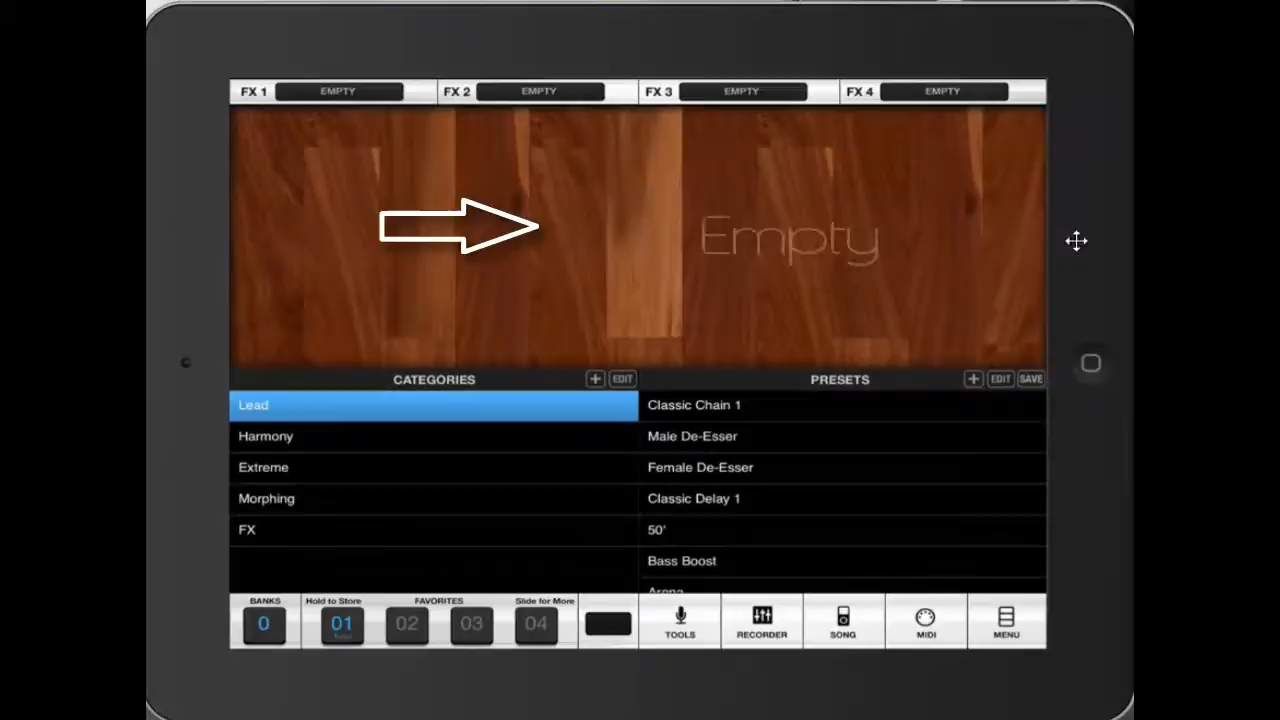 FX 1 EMPTY FX 2 EMPTY FX 3 EMPTY FX 4 EMPTY
Empty
CATEGORIES + EDIT PRESETS + EDIT SAVE
Lead Classic Chain 1
Harmony Male De-Esser
Extreme Female De-Esser
Morphing Classic Delay 1
FX 50'
Bass Boost
Arena
BANKS Hold to Store FAVORITES Slide for More
0 01 02 03 04
TOOLS RECORDER SONG MIDI MENU